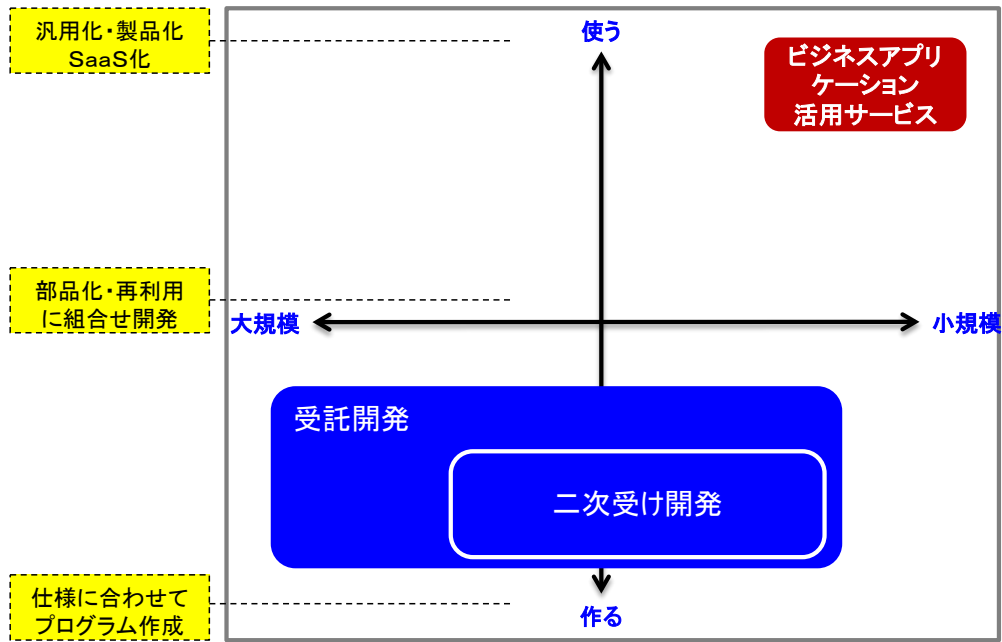 汎用化・製品化
SaaS化
使う
ビジネスアプリ
ケーション
活用サービス
部品化・再利用
に組合せ開発
大規模
小規模
受託開発
二次受け開発
仕様に合わせて
プログラム作成
作る